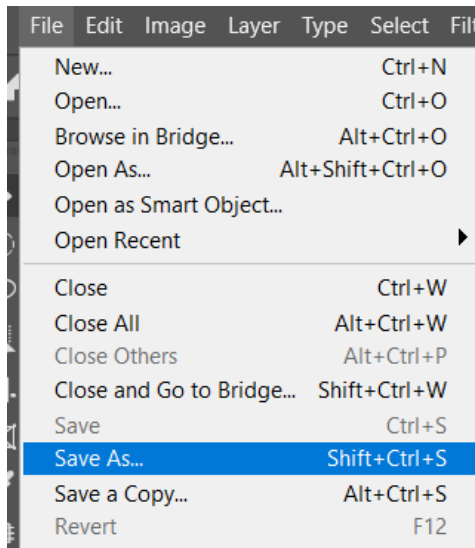 File Edit Image Layer Type Select Filt
New... Ctrl+N
Open... Ctrl+O
Browse in Bridge... Alt+Ctrl+O
Open As... Alt+Shift+Ctrl+O
Open as Smart Object...
Open Recent
Close Ctrl+W
Close All Alt+Ctrl+W
Close Others Alt+Ctrl+P
Close and Go to Bridge... Shift+Ctrl+W
Save Ctrl+S
Save As... Shift+Ctrl+S
Save a Copy... Alt+Ctrl+S
Revert F12